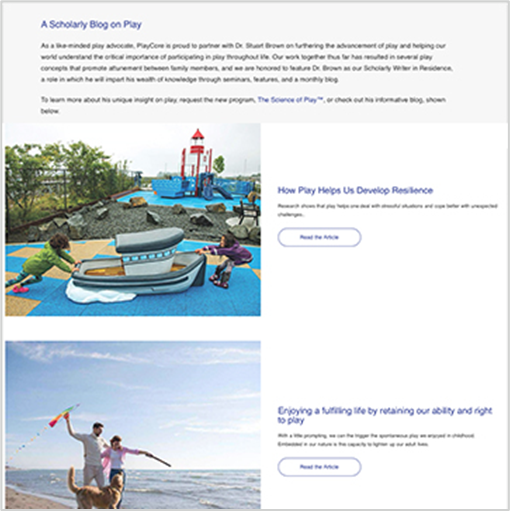 A Scholarly Blog on Play
As a like-minded play advocate, PlayCore is proud to partner with Dr. Stuart Brown on furthering the advancement of play and helping our
world understand the critical importance of participating in play throughout life. Our work together thus far has resulted in several play
concepts that promote attunement between family members, and we are honored to feature Dr. Brown as our Scholarly Writer in Residence,
a role in which he will impart his wealth of knowledge through seminars, features, and a monthly blog.
To learn more about his unique insight on play; request the new program, The Science of Play™, or check out his informative blog, shown
below.
How Play Helps Us Develop Resilience
Research shows that play helps one deal with stressful situations and cope better with unexpected
challenges...
Read the Article
Enjoying a fulfilling life by retaining our ability and right
to play
With a little prompting, we can the trigger the spontaneous play we enjoyed in childhood.
Embedded in our nature is this capacity to lighten up our adult lives.
Read the Article